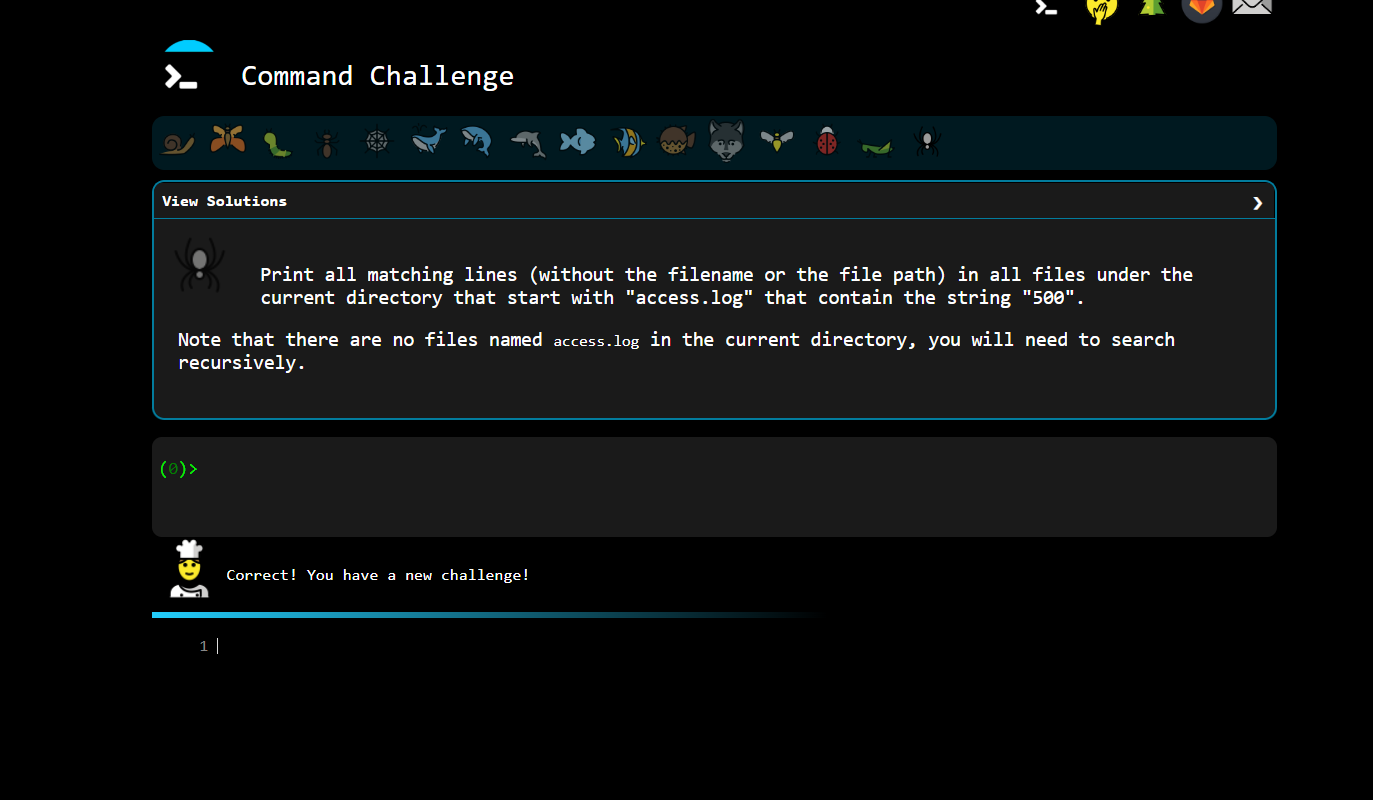 Command Challenge
View Solutions
Print all matching lines (without the filename or the file path) in all files under the
current directory that start with "access.log" that contain the string "500".
Note that there are no files named access.log in the current directory, you will need to search
recursively.
(0)>
Correct! You have a new challenge!
1